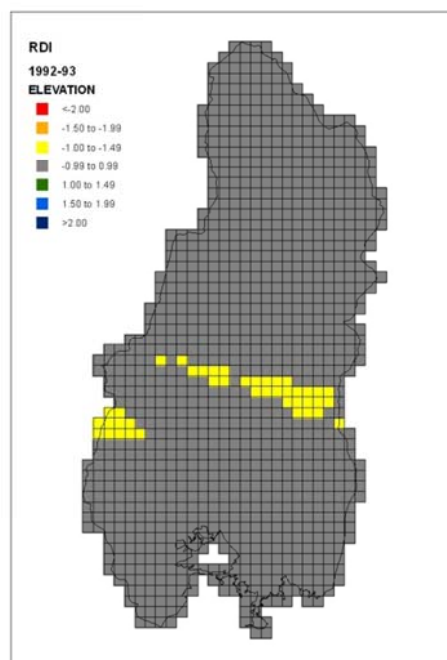 RDI
1992-93
ELEVATION
<-2.00
-1.50 to -1.99
-1.00 to -1.49
-0.99 to 0.99
1.00 to 1.49
1.50 to 1.99
>2.00